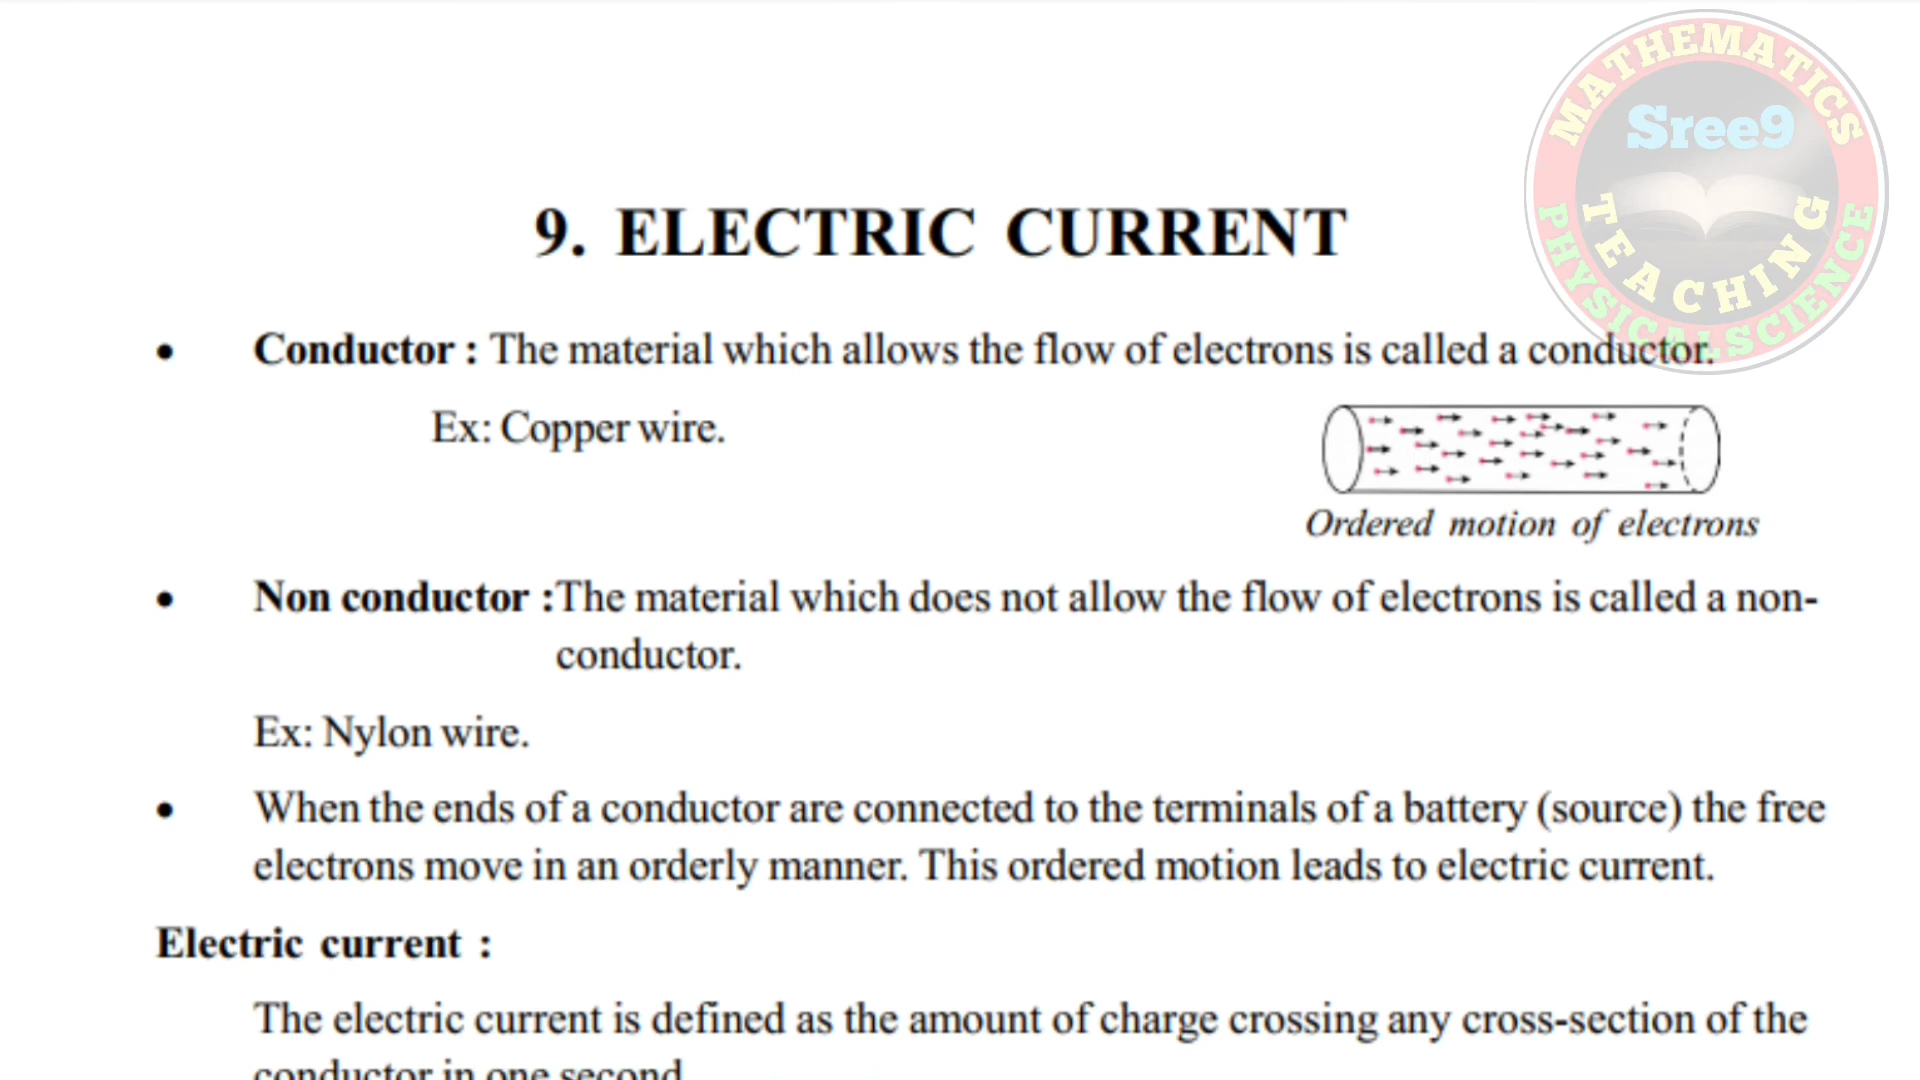 MATHEMATICS
Sree9
TEACHING
PHYSICAL SCIENCE
9. ELECTRIC CURRENT
• Conductor : The material which allows the flow of electrons is called a conductor.
Ex: Copper wire.
Ordered motion of electrons
• Non conductor :The material which does not allow the flow of electrons is called a non-
conductor.
Ex: Nylon wire.
• When the ends of a conductor are connected to the terminals of a battery (source) the free
electrons move in an orderly manner. This ordered motion leads to electric current.
Electric current :
The electric current is defined as the amount of charge crossing any cross-section of the
conductor in one second